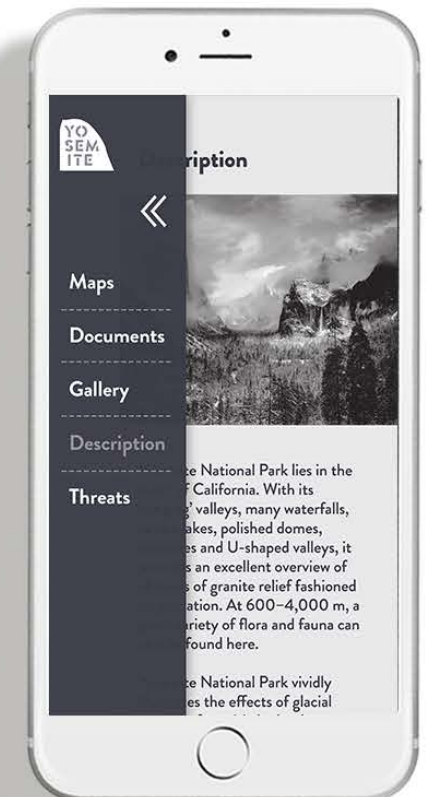 YO
SEM
ITE
ription
Maps
Documents
Gallery
Description
Threats
te National Park lies in the
f California. With its
g’ valleys, many waterfalls,
akes, polished domes,
es and U-shaped valleys, it
s an excellent overview of
s of granite relief fashioned
ation. At 600–4,000 m, a
riety of flora and fauna can
found here.
te National Park vividly
es the effects of glacial